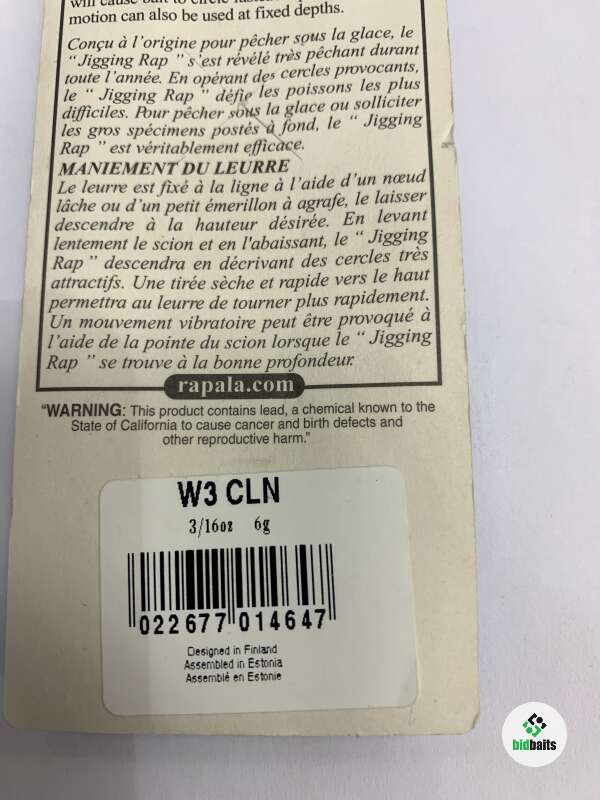 will cause bait to circle faster.
motion can also be used at fixed depths.
Conçu à l'origine pour pêcher sous la glace, le
“Jigging Rap ” s'est révélé très pêchant durant
toute l'année. En opérant des cercles provocants,
le “ Jigging Rap ” défie les poissons les plus
difficiles. Pour pêcher sous la glace ou solliciter
les gros spécimens postés à fond, le “ Jigging
Rap ” est véritablement efficace.
MANIEMENT DU LEURRE
Le leurre est fixé à la ligne à l'aide d'un nœud
lâche ou d'un petit émerillon à agrafe, le laisser
descendre à la hauteur désirée. En levant
lentement le scion et en l'abaissant, le “ Jigging
Rap ” descendra en décrivant des cercles très
attractifs. Une tirée sèche et rapide vers le haut
permettra au leurre de tourner plus rapidement.
Un mouvement vibratoire peut être provoqué à
l'aide de la pointe du scion lorsque le “ Jigging
Rap ” se trouve à la bonne profondeur.
rapala.com
“WARNING: This product contains lead, a chemical known to the
State of California to cause cancer and birth defects and
other reproductive harm.”
W3 CLN
3/16oz 6g
022677 014647
Designed in Finland
Assembled in Estonia
Assemblé en Estonie
bidbaits